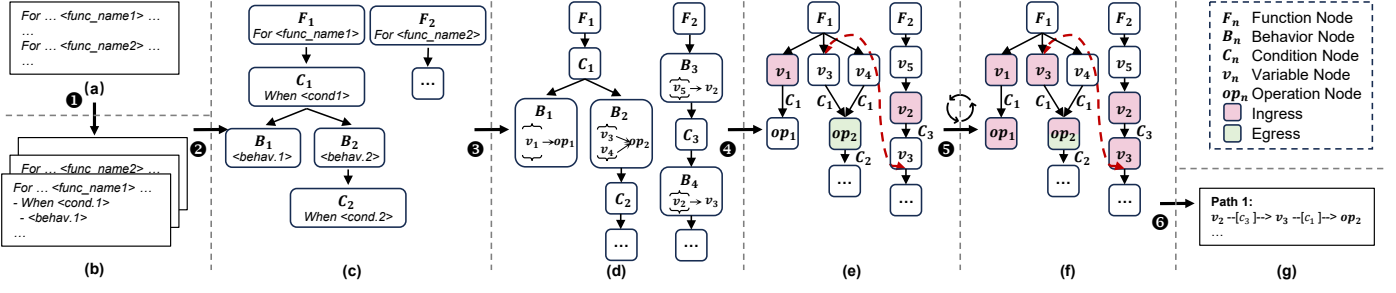 For … <func_name1> …
…
For … <func_name2> …
…
(a)
❶
For … <func_name2> …
For … <func_name1> …
- When <cond.1>
- <behav.1>
…
(b)
❷
F1
For <func_name1>
F2
For <func_name2>
C1
When <cond1>
…
B1
<behav.1>
B2
<behav.2>
C2
When <cond.2>
(c)
❸
F1
F2
C1
B3
v5 → v2
B1
v1 → op1
B2
v3
v4
op2
C3
C2
B4
v2 → v3
…
…
(d)
❹
F1
F2
v1
v3
v4
v5
C1
C1
C1
v2
op1
op2
C3
C2
v3
…
…
(e)
❺
F1
F2
v1
v3
v4
v5
C1
C1
C1
v2
op1
op2
C3
C2
v3
…
…
(f)
❻
Fn Function Node
Bn Behavior Node
Cn Condition Node
vn Variable Node
opn Operation Node
Ingress
Egress
Path 1:
v2 --[c3]--> v3 --[c1]--> op2
…
(g)